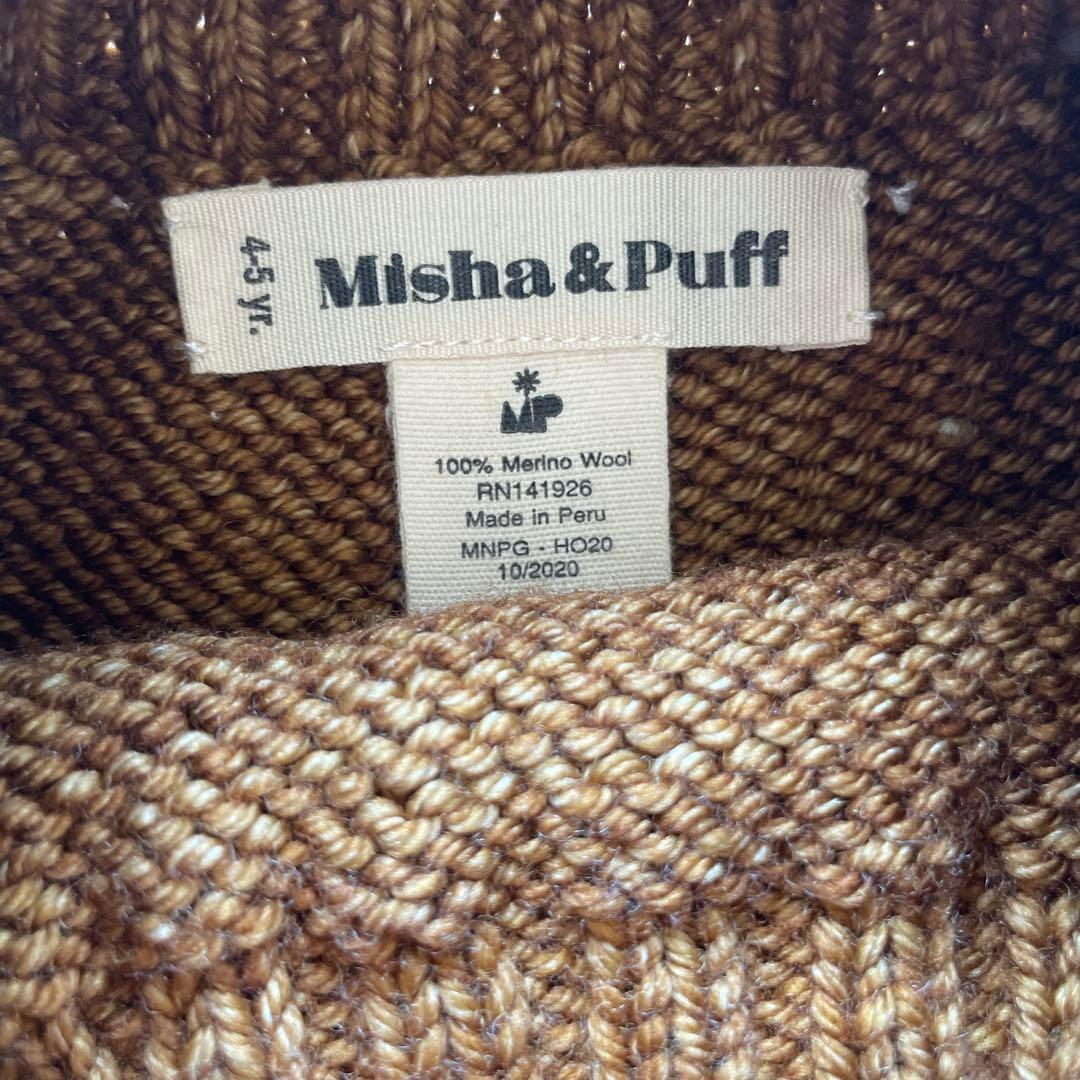 4-5 yr.
Misha & Puff
MP
100% Merino Wool
RN141926
Made in Peru
MNPG - HO20
10/2020